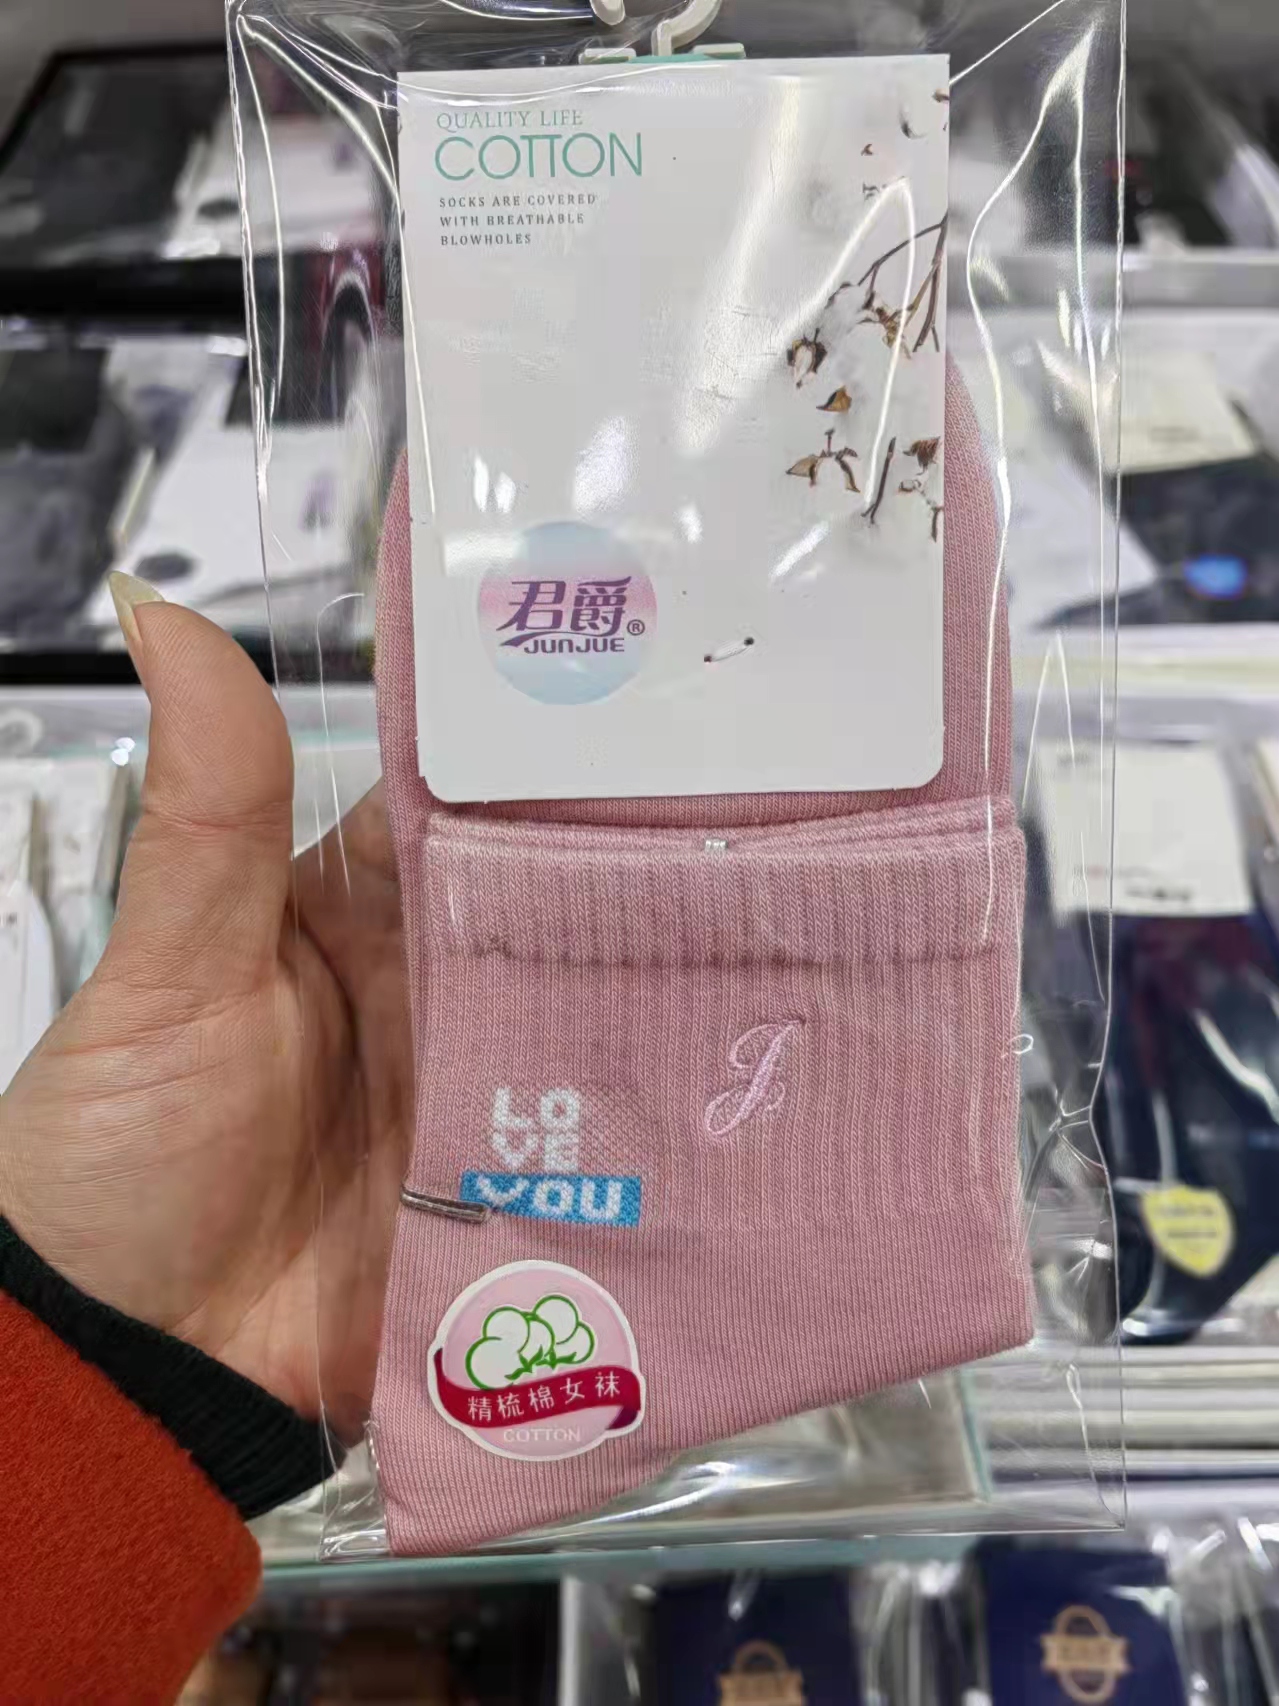 QUALITY LIFE
COTTON
SOCKS ARE COVERED
WITH BREATHABLE
BLOWHOLES
君爵®
JUNJUE
J
LO
VE
YOU
精梳棉女袜
COTTON